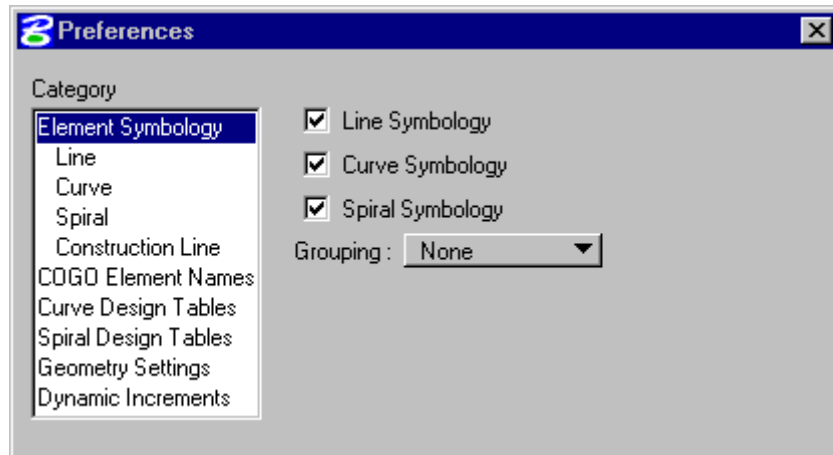 Preferences
Category
Element Symbology
Line
Curve
Spiral
Construction Line
COGO Element Names
Curve Design Tables
Spiral Design Tables
Geometry Settings
Dynamic Increments
Line Symbology
Curve Symbology
Spiral Symbology
Grouping : None